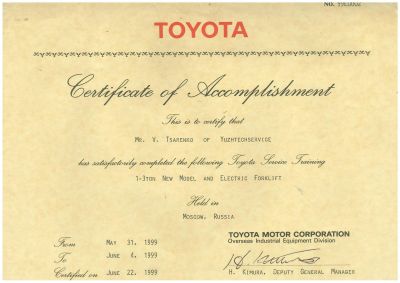 TOYOTA
Certificate of Accomplishment
This is to certify that
Mr. V. Tsarenko of Yuzhtechservice
has satisfactorily completed the following Toyota Service Training
1-3ton New Model and Electric Forklift
Held in
Moscow, Russia
From May 31, 1999
To June 4, 1999
Certified on June 22, 1999
TOYOTA MOTOR CORPORATION
Overseas Industrial Equipment Division
H. Kimura, Deputy General Manager